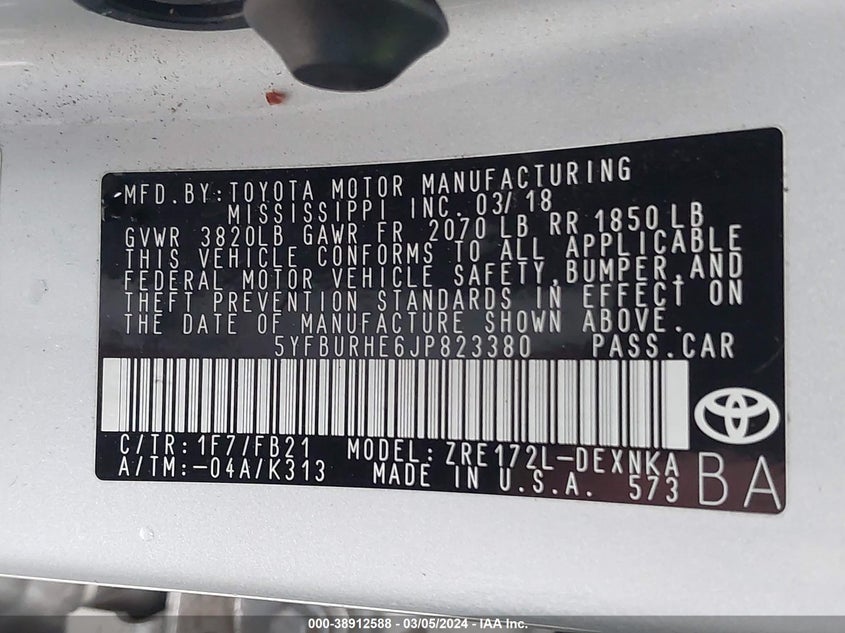 MFD.BY:TOYOTA MOTOR MANUFACTURING
MISSISSIPPI INC. 03/18
GVWR 3820LB GAWR FR 2070 LB RR 1850 LB
THIS VEHICLE CONFORMS TO ALL APPLICABLE
FEDERAL MOTOR VEHICLE SAFETY,BUMPER,AND
THEFT PREVENTION STANDARDS IN EFFECT ON
THE DATE OF MANUFACTURE SHOWN ABOVE.
5YFBURHE6JP823380 PASS.CAR
C/TR:1F7/FB21 MODEL:ZRE172L-DEXNKA
A/TM:-04A/K313 MADE IN U.S.A. 573
BA
000-38912588 - 03/05/2024 - IAA Inc.